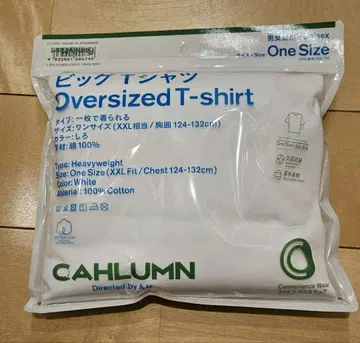 One Size
ビッグTシャツ
Oversized T-shirt
タイプ:一枚で着られる
サイズ:ワンサイズ(XXL相当/胸囲 124-132cm)
カラー:しろ
素材:綿100%
Type: Heavyweight
Size: One Size (XXL Fit / Chest 124-132cm)
Color: White
Material: 100% Cotton
CAHLUMN
Directed by
Convenience Wear